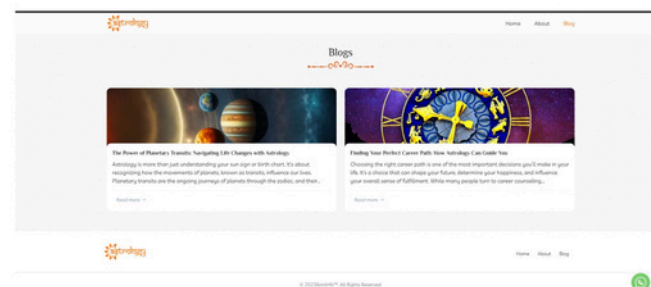 astrology
Home About Blog
Blogs
The Power of Planetary Transits: Navigating Life Changes with Astrology
Astrology is more than just understanding your sun sign or birth chart. It's about
recognizing how the movements of planets, known as transits, influence our lives.
Planetary transits are the ongoing journeys of planets through the zodiac, and their...
Read more →
Finding Your Perfect Career Path: How Astrology Can Guide You
Choosing the right career path is one of the most important decisions you'll make in your
life. It's a choice that can shape your future, determine your happiness, and influence
your overall sense of fulfillment. While many people turn to career counseling,...
Read more →
astrology
Home About Blog
All Rights Reserved